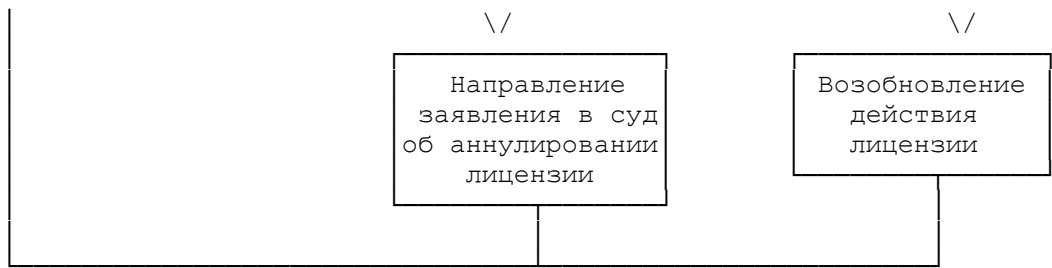 \/ \/
Направление
заявления в суд
об аннулировании
лицензии
Возобновление
действия
лицензии